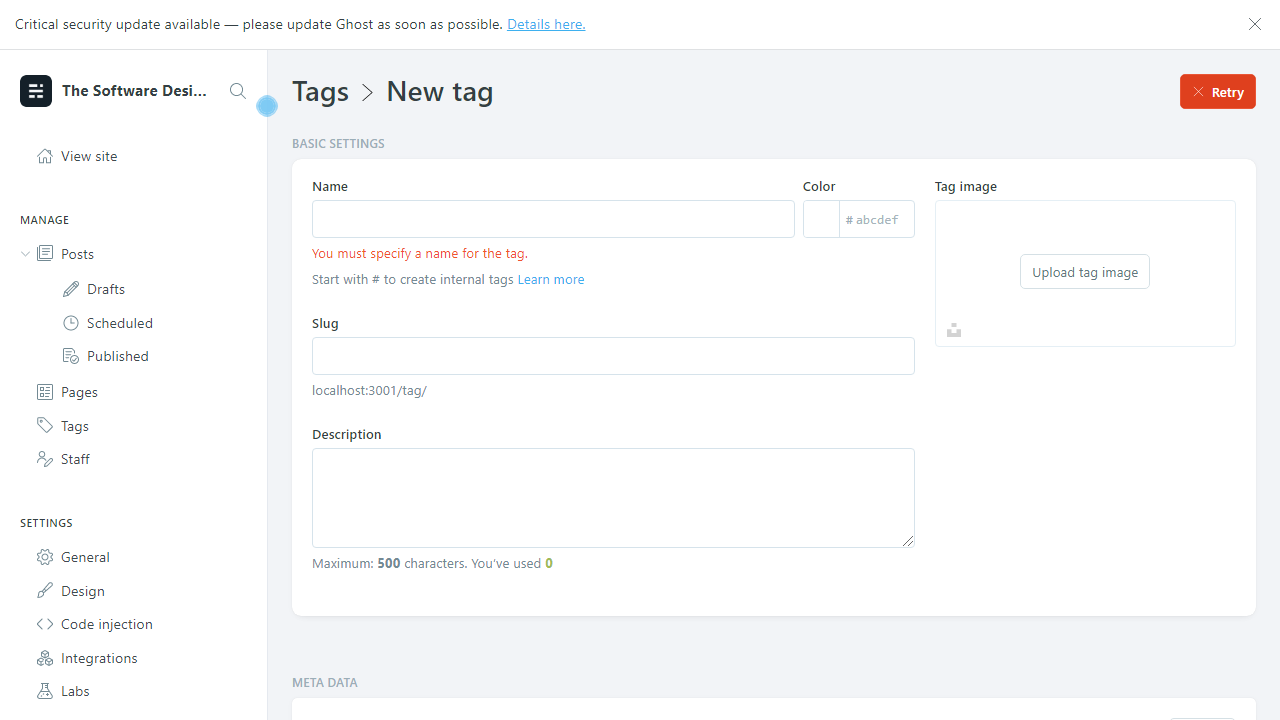 Critical security update available — please update Ghost as soon as possible. Details here.
The Software Desi...
View site
MANAGE
Posts
Drafts
Scheduled
Published
Pages
Tags
Staff
SETTINGS
General
Design
Code injection
Integrations
Labs
Tags > New tag
Retry
BASIC SETTINGS
Name
Color
# abcdef
You must specify a name for the tag.
Start with # to create internal tags Learn more
Slug
localhost:3001/tag/
Description
Maximum: 500 characters. You've used 0
Tag image
Upload tag image
META DATA